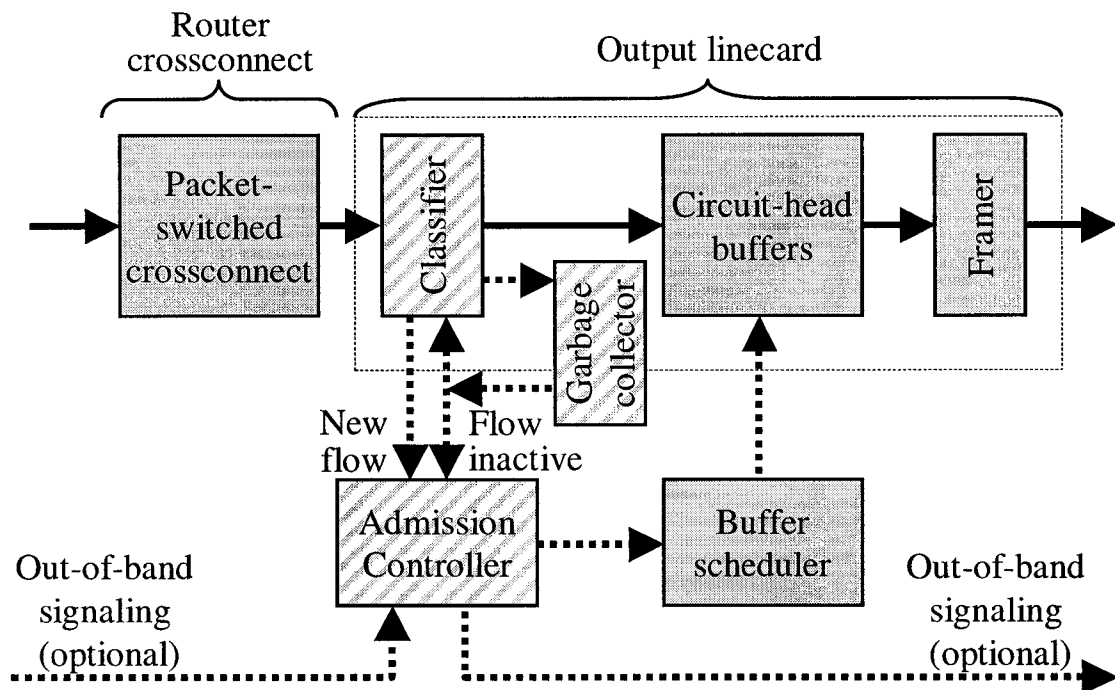 Router
crossconnect
Output linecard
Packet-
switched
crossconnect
Classifier
Circuit-head
buffers
Framer
Garbage
collector
New
flow
Flow
inactive
Admission
Controller
Buffer
scheduler
Out-of-band
signaling
(optional)
Out-of-band
signaling
(optional)